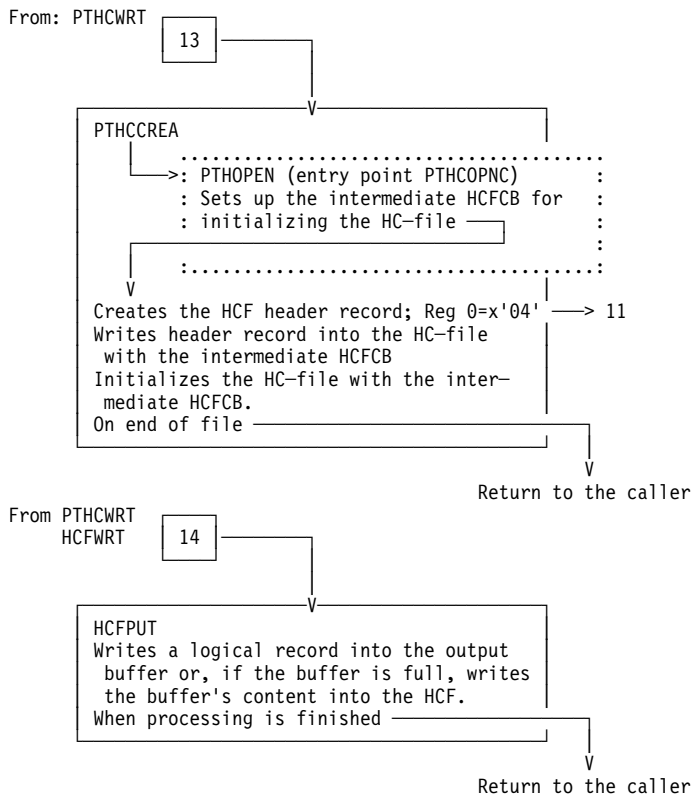 From: PTHCWRT
13
PTHCCREA
PTHOPEN (entry point PTHCOPNC)
Sets up the intermediate HCFCB for
initializing the HC-file
Creates the HCF header record; Reg 0=x'04' 11
Writes header record into the HC-file
with the intermediate HCFCB
Initializes the HC-file with the inter-
mediate HCFCB.
On end of file
Return to the caller
From PTHCWRT
HCFWRT 14
HCFPUT
Writes a logical record into the output
buffer or, if the buffer is full, writes
the buffer's content into the HCF.
When processing is finished
Return to the caller